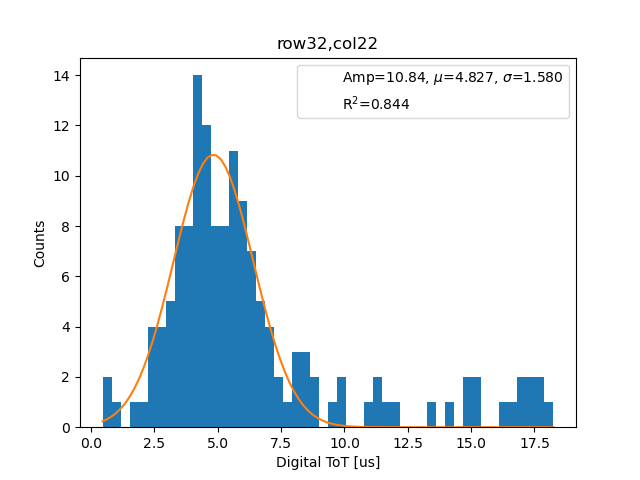 row32,col22
Amp=10.84, μ=4.827, σ=1.580
R²=0.844
14
12
10
8
6
4
2
0
Counts
0.0 2.5 5.0 7.5 10.0 12.5 15.0 17.5
Digital ToT [us]